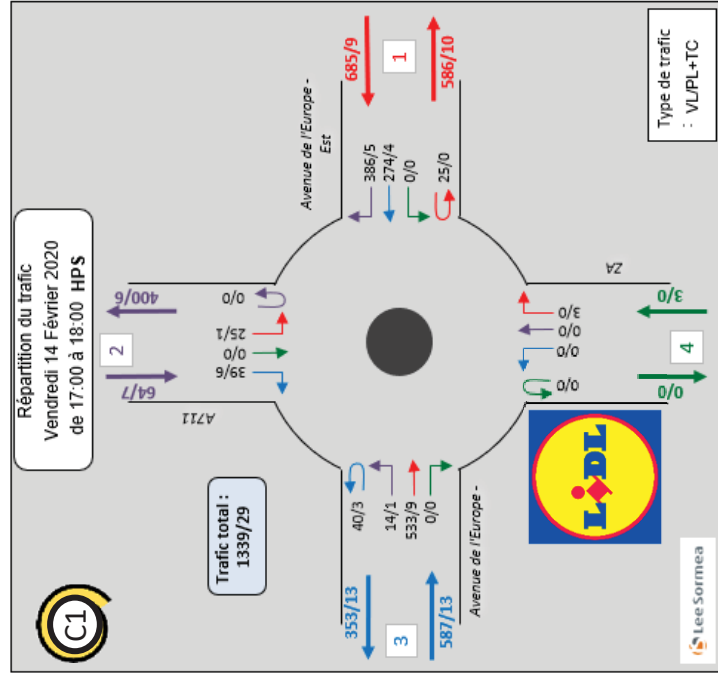 Répartition du trafic
Vendredi 14 Février 2020
de 17:00 à 18:00 HPS
C1
Trafic total :
1339/29
Type de trafic
: VL/PL+TC
2
64/7
400/6
A711
39/6
0/0
25/1
0/0
Avenue de l'Europe -
Est
685/9
1
586/10
386/5
274/4
0/0
25/0
353/13
3
587/13
40/3
14/1
533/9
0/0
Avenue de l'Europe -
ZA
3/0
0/0
0/0
0/0
4
0/0
3/0
LIDL
Lee Sormea